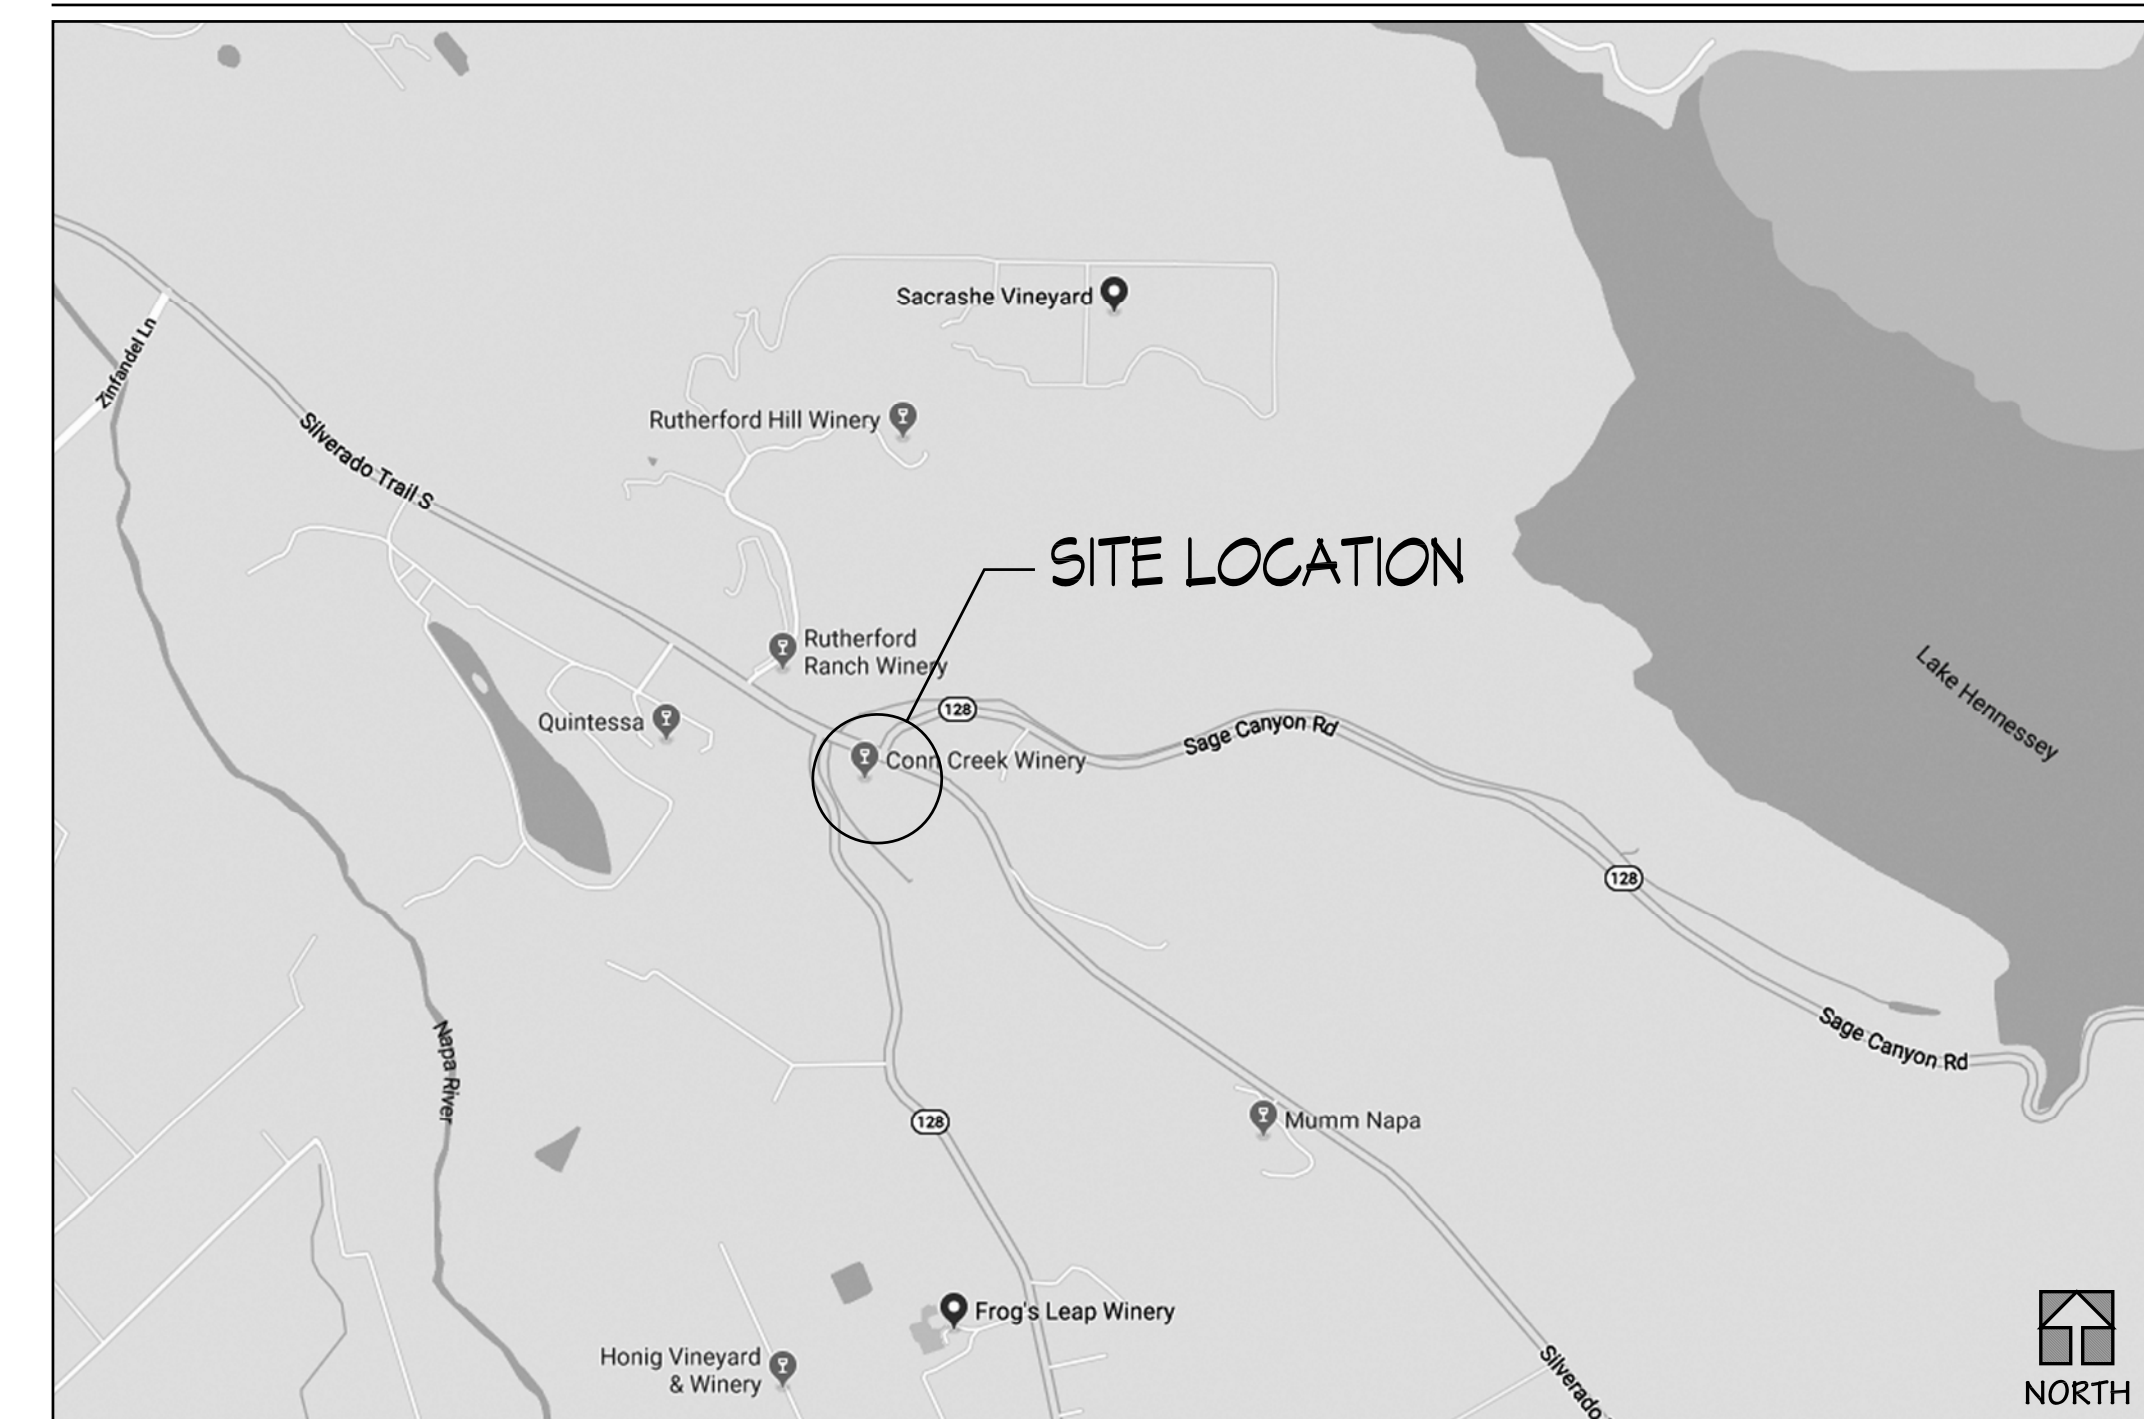 Sacrashe Vineyard
Zinfandel Ln
Rutherford Hill Winery
Silverado Trail S
SITE LOCATION
Rutherford
Ranch Winery
Lake Hennessey
128
Quintessa
Sage Canyon Rd
Conn Creek Winery
128
Sage Canyon Rd
Napa River
128
Mumm Napa
Frog's Leap Winery
Honig Vineyard
& Winery
Silverado
NORTH